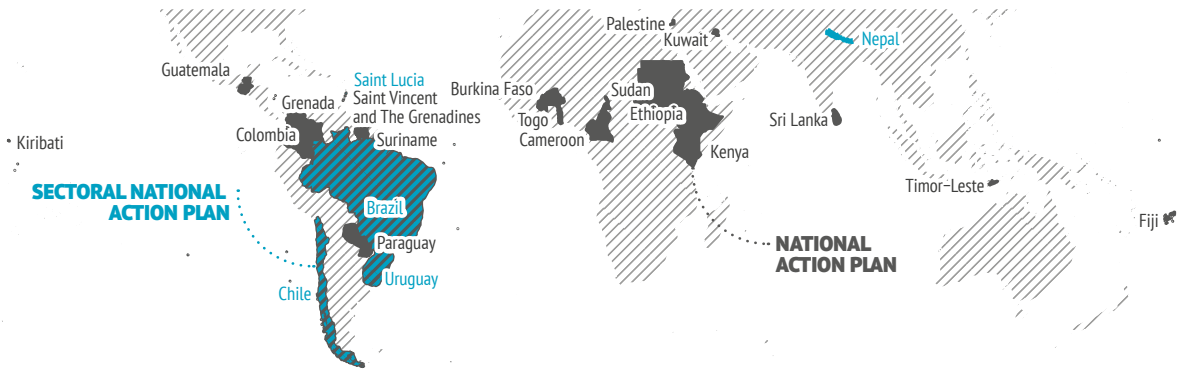 Palestine
Kuwait
Nepal
Guatemala
Saint Lucia
Saint Vincent
and The Grenadines
Grenada
Colombia
Suriname
Burkina Faso
Togo
Cameroon
Sudan
Ethiopia
Kenya
Sri Lanka
Kiribati
Timor-Leste
Fiji
SECTORAL NATIONAL
ACTION PLAN
Brazil
Paraguay
Uruguay
Chile
NATIONAL
ACTION PLAN